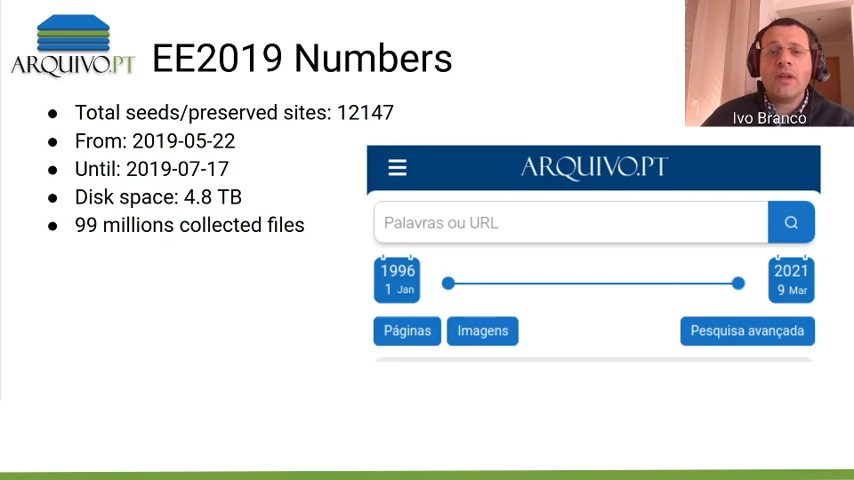 ARQUIVO.PT
EE2019 Numbers
● Total seeds/preserved sites: 12147
● From: 2019-05-22
● Until: 2019-07-17
● Disk space: 4.8 TB
● 99 millions collected files
Ivo Branco
ARQUIVO.PT
Palavras ou URL
1996
1 Jan
2021
9 Mar
Páginas
Imagens
Pesquisa avançada